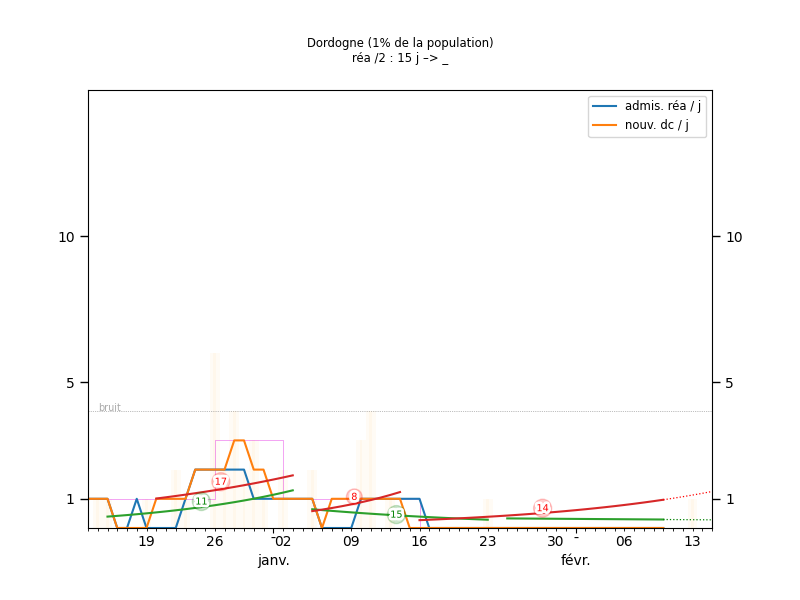 Dordogne (1% de la population)
réa /2 : 15 j –> _
admis. réa / j
nouv. dc / j
10
10
5
5
bruit
17
11
8
15
14
1
1
19
26
02
09
16
23
30
06
13
janv.
févr.